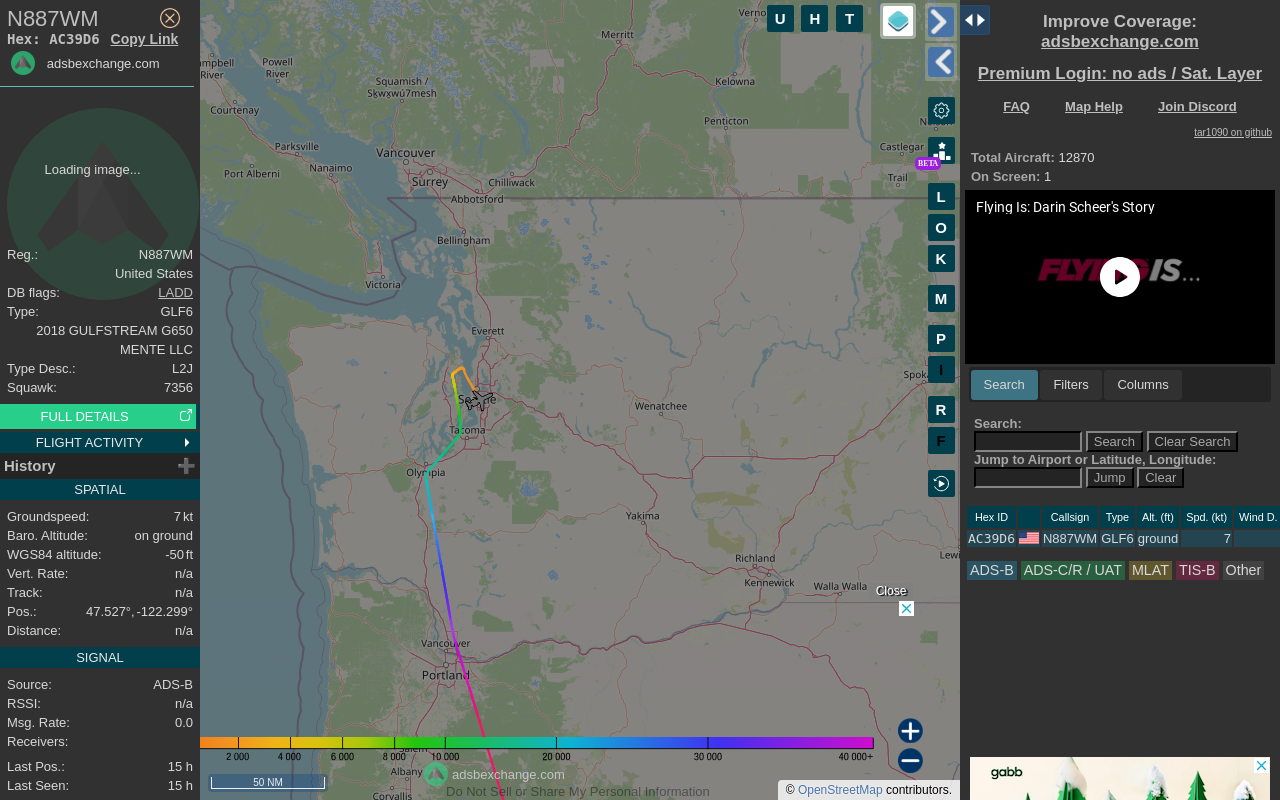 N887WM
Hex: AC39D6 Copy Link
adsbexchange.com
Loading image...
Reg.: N887WM
United States
DB flags: LADD
Type: GLF6
2018 GULFSTREAM G650
MENTE LLC
Type Desc.: L2J
Squawk: 7356
FULL DETAILS
FLIGHT ACTIVITY
History
SPATIAL
Groundspeed: 7 kt
Baro. Altitude: on ground
WGS84 altitude: -50 ft
Vert. Rate: n/a
Track: n/a
Pos.: 47.527°, -122.299°
Distance: n/a
SIGNAL
Source: ADS-B
RSSI: n/a
Msg. Rate: 0.0
Receivers:
Last Pos.: 15 h
Last Seen: 15 h
U H T
Merritt
Powell
River
River
Squamish /
Sḵwx̱wú7mesh
Kelowna
Courtenay
Penticton
Parksville
Vancouver
Nanaimo
Port Alberni
Surrey
Chilliwack
Abbotsford
Castlegar
Trail
BETA
Bellingham
Victoria
Everett
Tacoma
Olympia
Wenatchee
Yakima
Richland
Kennewick
Walla Walla
Vancouver
Portland
Albany
Corvallis
L
O
K
M
P
I
R
F
Close
2 000 4 000 6 000 8 000 10 000 20 000 30 000 40 000+
50 NM
adsbexchange.com
Do Not Sell or Share My Personal Information
© OpenStreetMap contributors.
Improve Coverage:
adsbexchange.com
Premium Login: no ads / Sat. Layer
FAQ Map Help Join Discord
tar1090 on github
Total Aircraft: 12870
On Screen: 1
Flying Is: Darin Scheer's Story
FLYING IS...
Search Filters Columns
Search:
Search Clear Search
Jump to Airport or Latitude, Longitude:
Jump Clear
Hex ID Callsign Type Alt. (ft) Spd. (kt) Wind D.
AC39D6 N887WM GLF6 ground 7
ADS-B ADS-C/R / UAT MLAT TIS-B Other
gabb